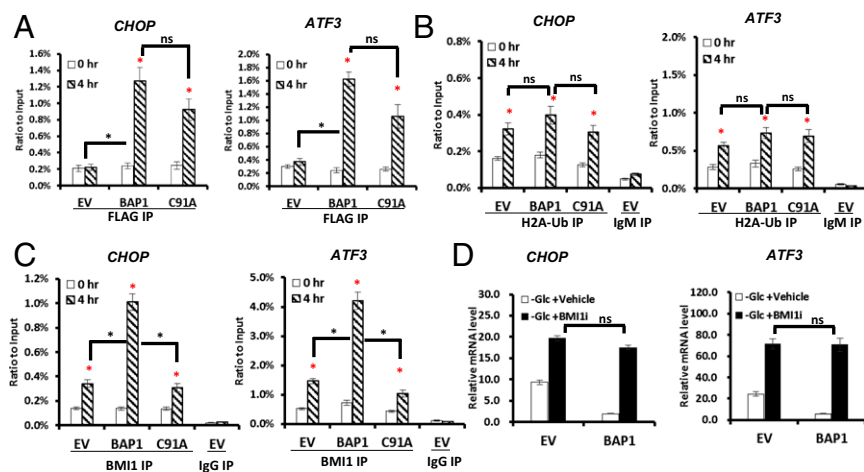 A
CHOP
ATF3
Ratio to Input
1.6%
1.4%
1.2%
1.0%
0.8%
0.6%
0.4%
0.2%
0.0%
0 hr
4 hr
ns
*
*
*
EV
BAP1
C91A
FLAG IP
Ratio to Input
2.0%
1.8%
1.6%
1.4%
1.2%
1.0%
0.8%
0.6%
0.4%
0.2%
0.0%
0 hr
4 hr
ns
*
*
*
EV
BAP1
C91A
FLAG IP
B
CHOP
ATF3
Ratio to Input
0.8%
0.6%
0.4%
0.2%
0.0%
0 hr
4 hr
ns
ns
*
*
*
EV
BAP1
C91A
EV
H2A-Ub IP
IgM IP
Ratio to Input
2.0%
1.5%
1.0%
0.5%
0.0%
0 hr
4 hr
ns
ns
*
*
*
EV
BAP1
C91A
EV
H2A-Ub IP
IgM IP
C
CHOP
ATF3
Ratio to Input
1.2%
1.0%
0.8%
0.6%
0.4%
0.2%
0.0%
0 hr
4 hr
*
*
*
*
*
EV
BAP1
C91A
EV
BMI1 IP
IgG IP
Ratio to Input
5.0%
4.0%
3.0%
2.0%
1.0%
0.0%
0 hr
4 hr
*
*
*
*
*
EV
BAP1
C91A
EV
BMI1 IP
IgG IP
D
CHOP
ATF3
Relative mRNA level
30.0
25.0
20.0
15.0
10.0
5.0
0.0
-Glc +Vehicle
-Glc +BMI1i
ns
EV
BAP1
Relative mRNA level
120.0
100.0
80.0
60.0
40.0
20.0
0.0
-Glc +Vehicle
-Glc +BMI1i
ns
EV
BAP1